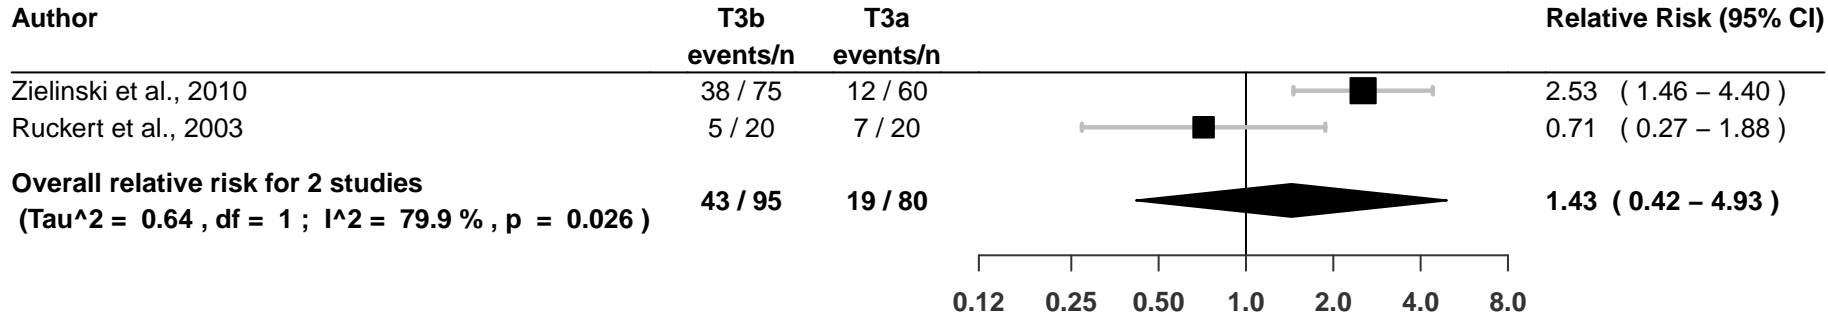 Author T3b T3a Relative Risk (95% CI)
events/n events/n
Zielinski et al., 2010 38 / 75 12 / 60 2.53 ( 1.46 − 4.40 )
Ruckert et al., 2003 5 / 20 7 / 20 0.71 ( 0.27 − 1.88 )
Overall relative risk for 2 studies
43 / 95 19 / 80 1.43 ( 0.42 − 4.93 )
(Tau^2 = 0.64 , df = 1 ; I^2 = 79.9 % , p = 0.026 )
0.12 0.25 0.50 1.0 2.0 4.0 8.0